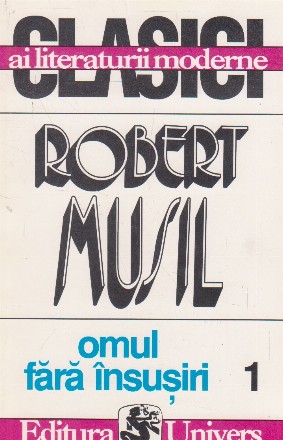 CLASICI
ai literaturii moderne
ROBERT
MUSIL
omul
fără însușiri 1
Editura Univers